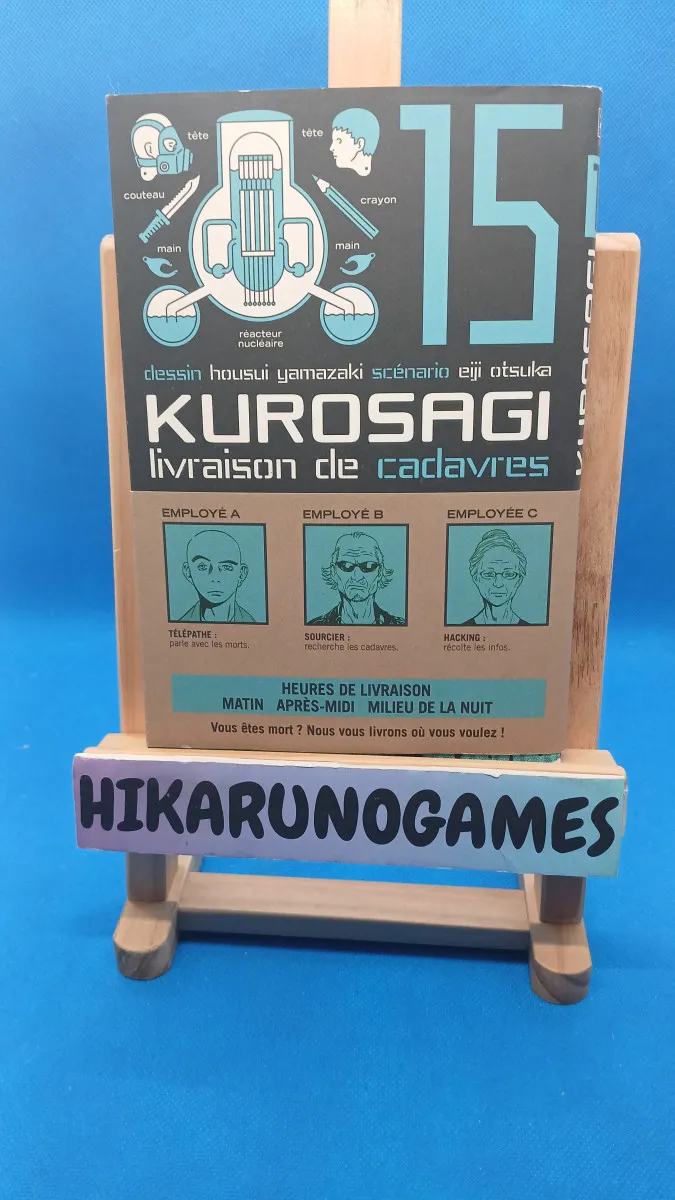 tête
tête
15
couteau
crayon
main
main
réacteur
nucléaire
dessin housui yamazaki scénario eiji otsuka
KUROSAGI
livraison de cadavres
KUROSAGI
EMPLOYÉ A
EMPLOYÉ B
EMPLOYÉE C
TÉLÉPATHE :
parle avec les morts.
SOURCIER :
recherche les cadavres.
HACKING :
récolte les infos.
HEURES DE LIVRAISON
MATIN APRÈS-MIDI MILIEU DE LA NUIT
Vous êtes mort ? Nous vous livrons où vous voulez !
HIKARUNOGAMES